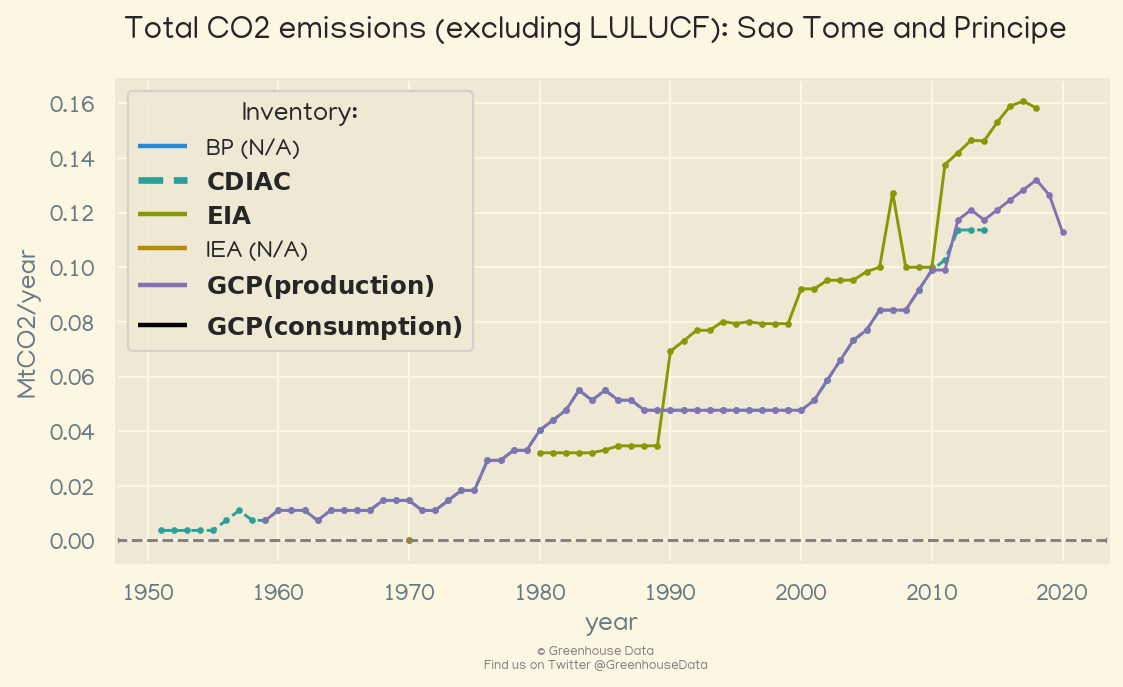 Total CO2 emissions (excluding LULUCF): Sao Tome and Principe
Inventory:
BP (N/A)
CDIAC
EIA
IEA (N/A)
GCP(production)
GCP(consumption)
MtCO2/year
0.16
0.14
0.12
0.10
0.08
0.06
0.04
0.02
0.00
1950 1960 1970 1980 1990 2000 2010 2020
year
© Greenhouse Data
Find us on Twitter @GreenhouseData